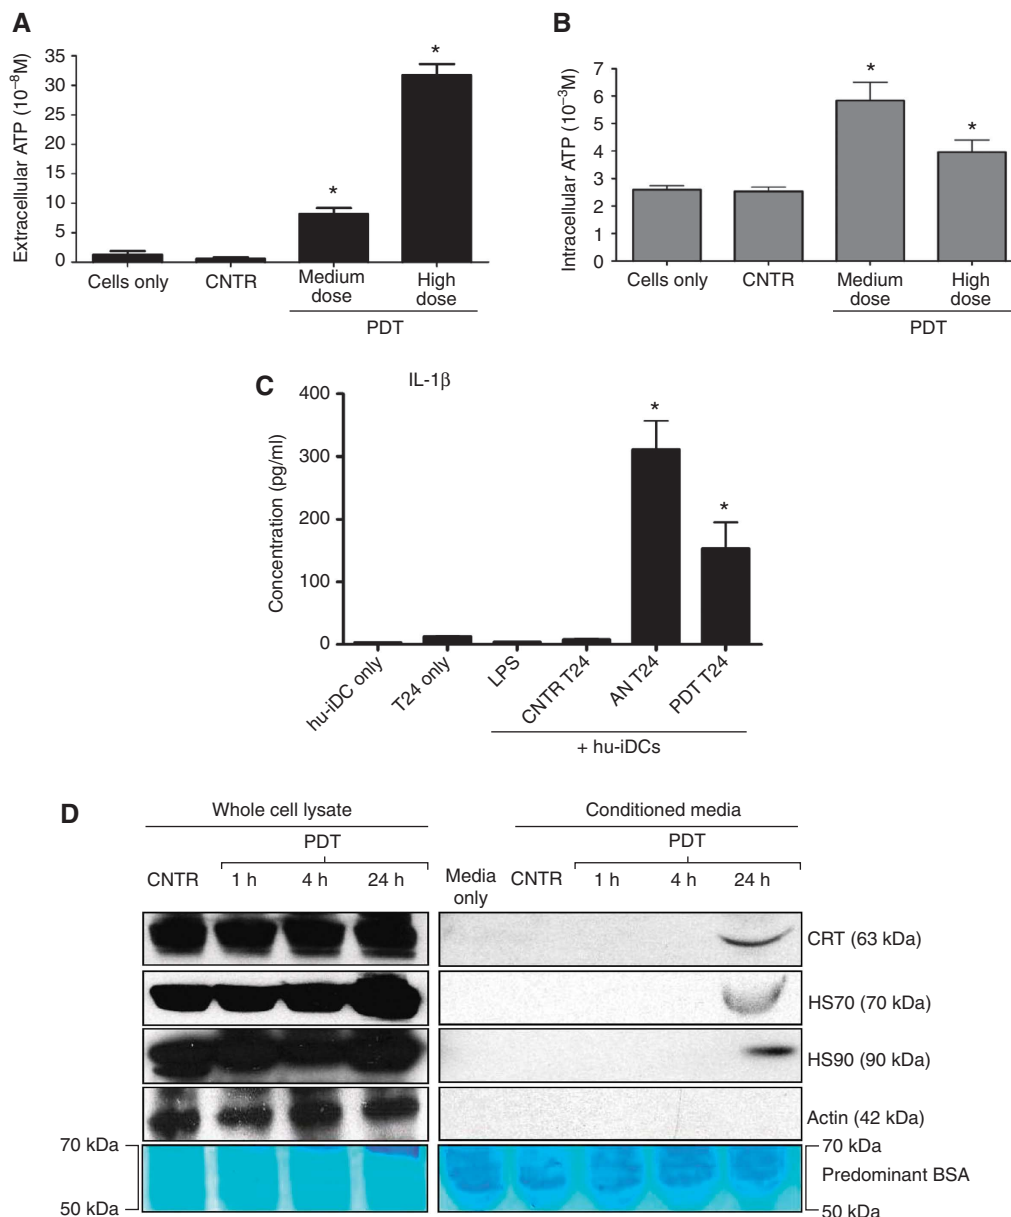 A
Extracellular ATP (10⁻⁸M)
35
30
25
20
15
10
5
0
*
*
Cells only
CNTR
Medium
dose
High
dose
PDT
B
Intracellular ATP (10⁻³M)
7
6
5
4
3
2
1
0
*
*
Cells only
CNTR
Medium
dose
High
dose
PDT
C
IL-1β
Concentration (pg/ml)
400
300
200
100
0
*
*
hu-iDC only
T24 only
LPS
CNTR T24
AN T24
PDT T24
+ hu-iDCs
D
Whole cell lysate
PDT
CNTR
1 h
4 h
24 h
Conditioned media
PDT
Media
only
CNTR
1 h
4 h
24 h
CRT (63 kDa)
HS70 (70 kDa)
HS90 (90 kDa)
Actin (42 kDa)
70 kDa
50 kDa
70 kDa
Predominant BSA
50 kDa